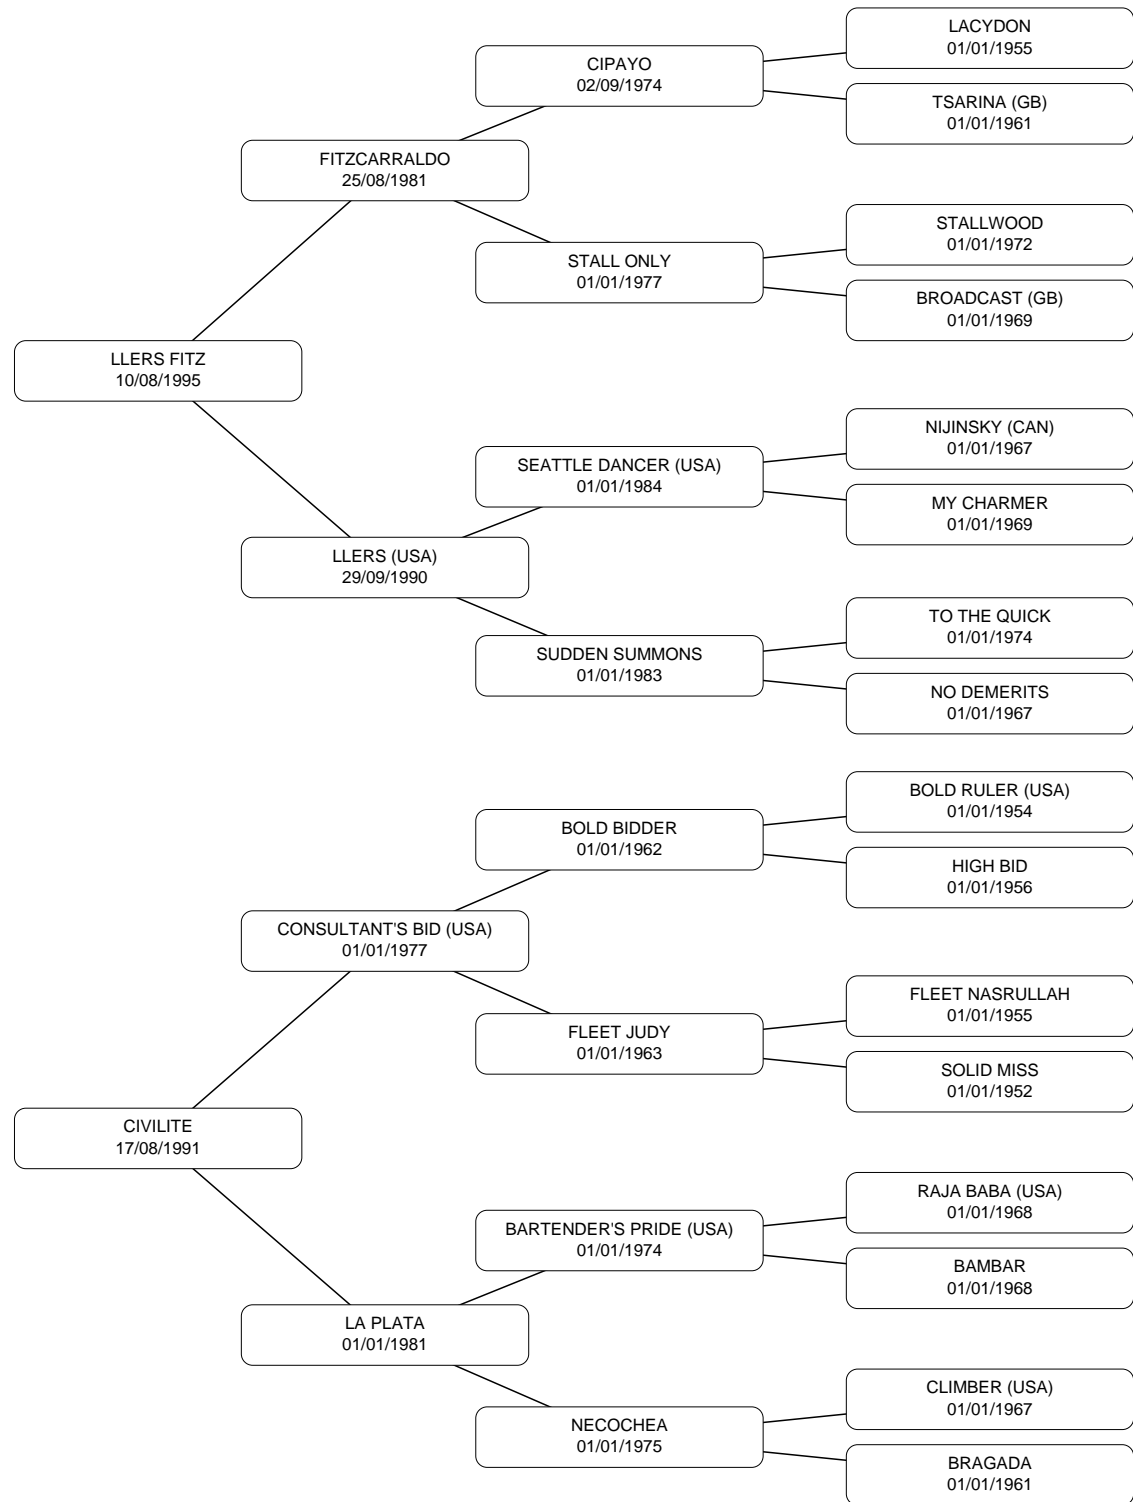 LACYDON
01/01/1955
CIPAYO
02/09/1974
TSARINA (GB)
01/01/1961
FITZCARRALDO
25/08/1981
STALLWOOD
01/01/1972
STALL ONLY
01/01/1977
BROADCAST (GB)
01/01/1969
LLERS FITZ
10/08/1995
NIJINSKY (CAN)
01/01/1967
SEATTLE DANCER (USA)
01/01/1984
MY CHARMER
01/01/1969
LLERS (USA)
29/09/1990
TO THE QUICK
01/01/1974
SUDDEN SUMMONS
01/01/1983
NO DEMERITS
01/01/1967
BOLD RULER (USA)
01/01/1954
BOLD BIDDER
01/01/1962
HIGH BID
01/01/1956
CONSULTANT'S BID (USA)
01/01/1977
FLEET NASRULLAH
01/01/1955
FLEET JUDY
01/01/1963
SOLID MISS
01/01/1952
CIVILITE
17/08/1991
RAJA BABA (USA)
01/01/1968
BARTENDER'S PRIDE (USA)
01/01/1974
BAMBAR
01/01/1968
LA PLATA
01/01/1981
CLIMBER (USA)
01/01/1967
NECOCHEA
01/01/1975
BRAGADA
01/01/1961